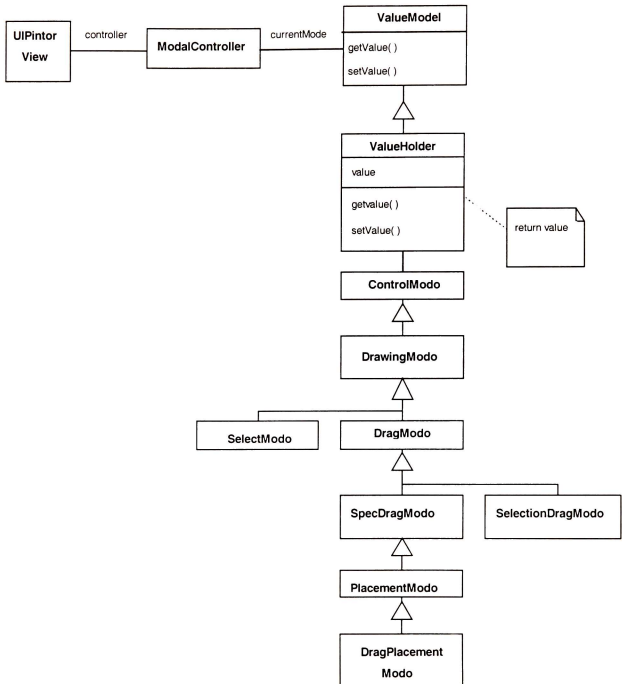 ValueModel
UIPintor
View
controller
ModalController
currentMode
getValue( )
setValue( )
ValueHolder
value
getvalue( )
setValue( )
return value
ControlModo
DrawingModo
SelectModo
DragModo
SpecDragModo
SelectionDragModo
PlacementModo
DragPlacement
Modo